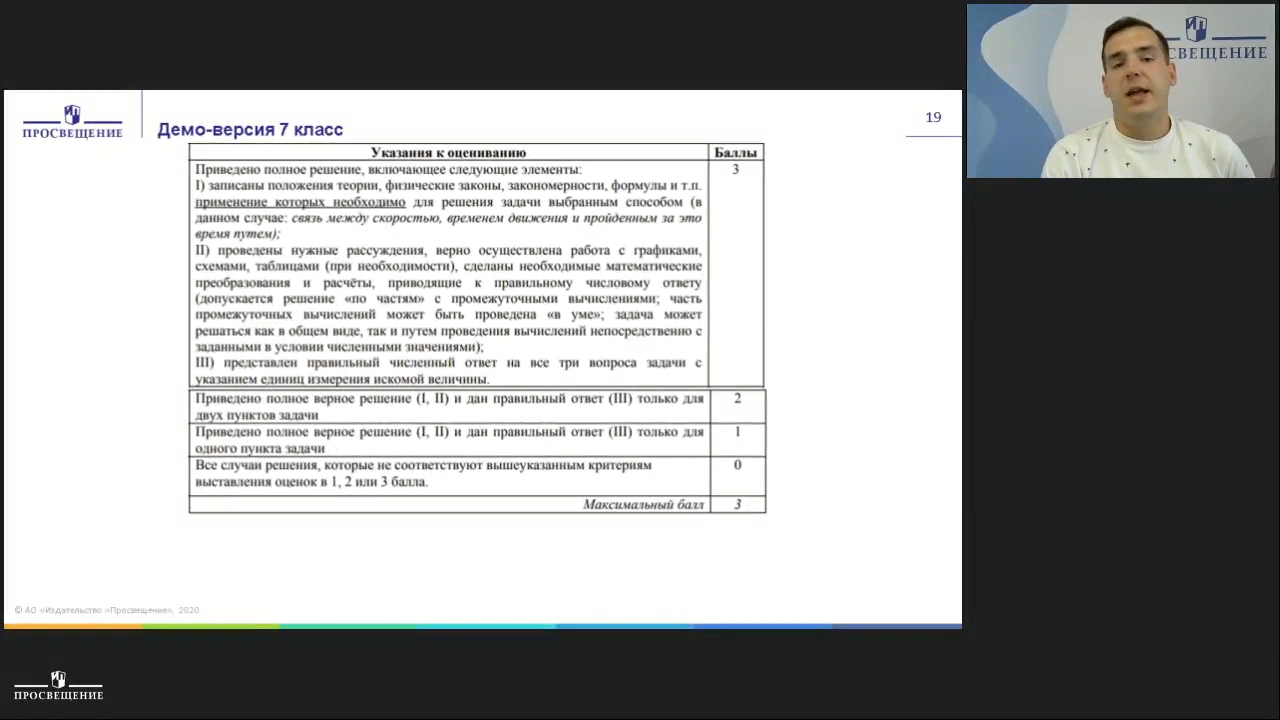 ПРОСВЕЩЕНИЕ
Демо-версия 7 класс
19
Указания к оцениванию Баллы
Приведено полное решение, включающее следующие элементы: 3
I) записаны положения теории, физические законы, закономерности, формулы и т.п.
применение которых необходимо для решения задачи выбранным способом (в
данном случае: связь между скоростью, временем движения и пройденным за это
время путем);
II) проведены нужные рассуждения, верно осуществлена работа с графиками,
схемами, таблицами (при необходимости), сделаны необходимые математические
преобразования и расчёты, приводящие к правильному числовому ответу
(допускается решение «по частям» с промежуточными вычислениями; часть
промежуточных вычислений может быть проведена «в уме»; задача может
решаться как в общем виде, так и путем проведения вычислений непосредственно с
заданными в условии численными значениями);
III) представлен правильный численный ответ на все три вопроса задачи с
указанием единиц измерения искомой величины.
Приведено полное верное решение (I, II) и дан правильный ответ (III) только для 2
двух пунктов задачи
Приведено полное верное решение (I, II) и дан правильный ответ (III) только для 1
одного пункта задачи
Все случаи решения, которые не соответствуют вышеуказанным критериям 0
выставления оценок в 1, 2 или 3 балла.
Максимальный балл 3
© АО «Издательство «Просвещение», 2020
ПРОСВЕЩЕНИЕ
СВЕЩЕНИЕ